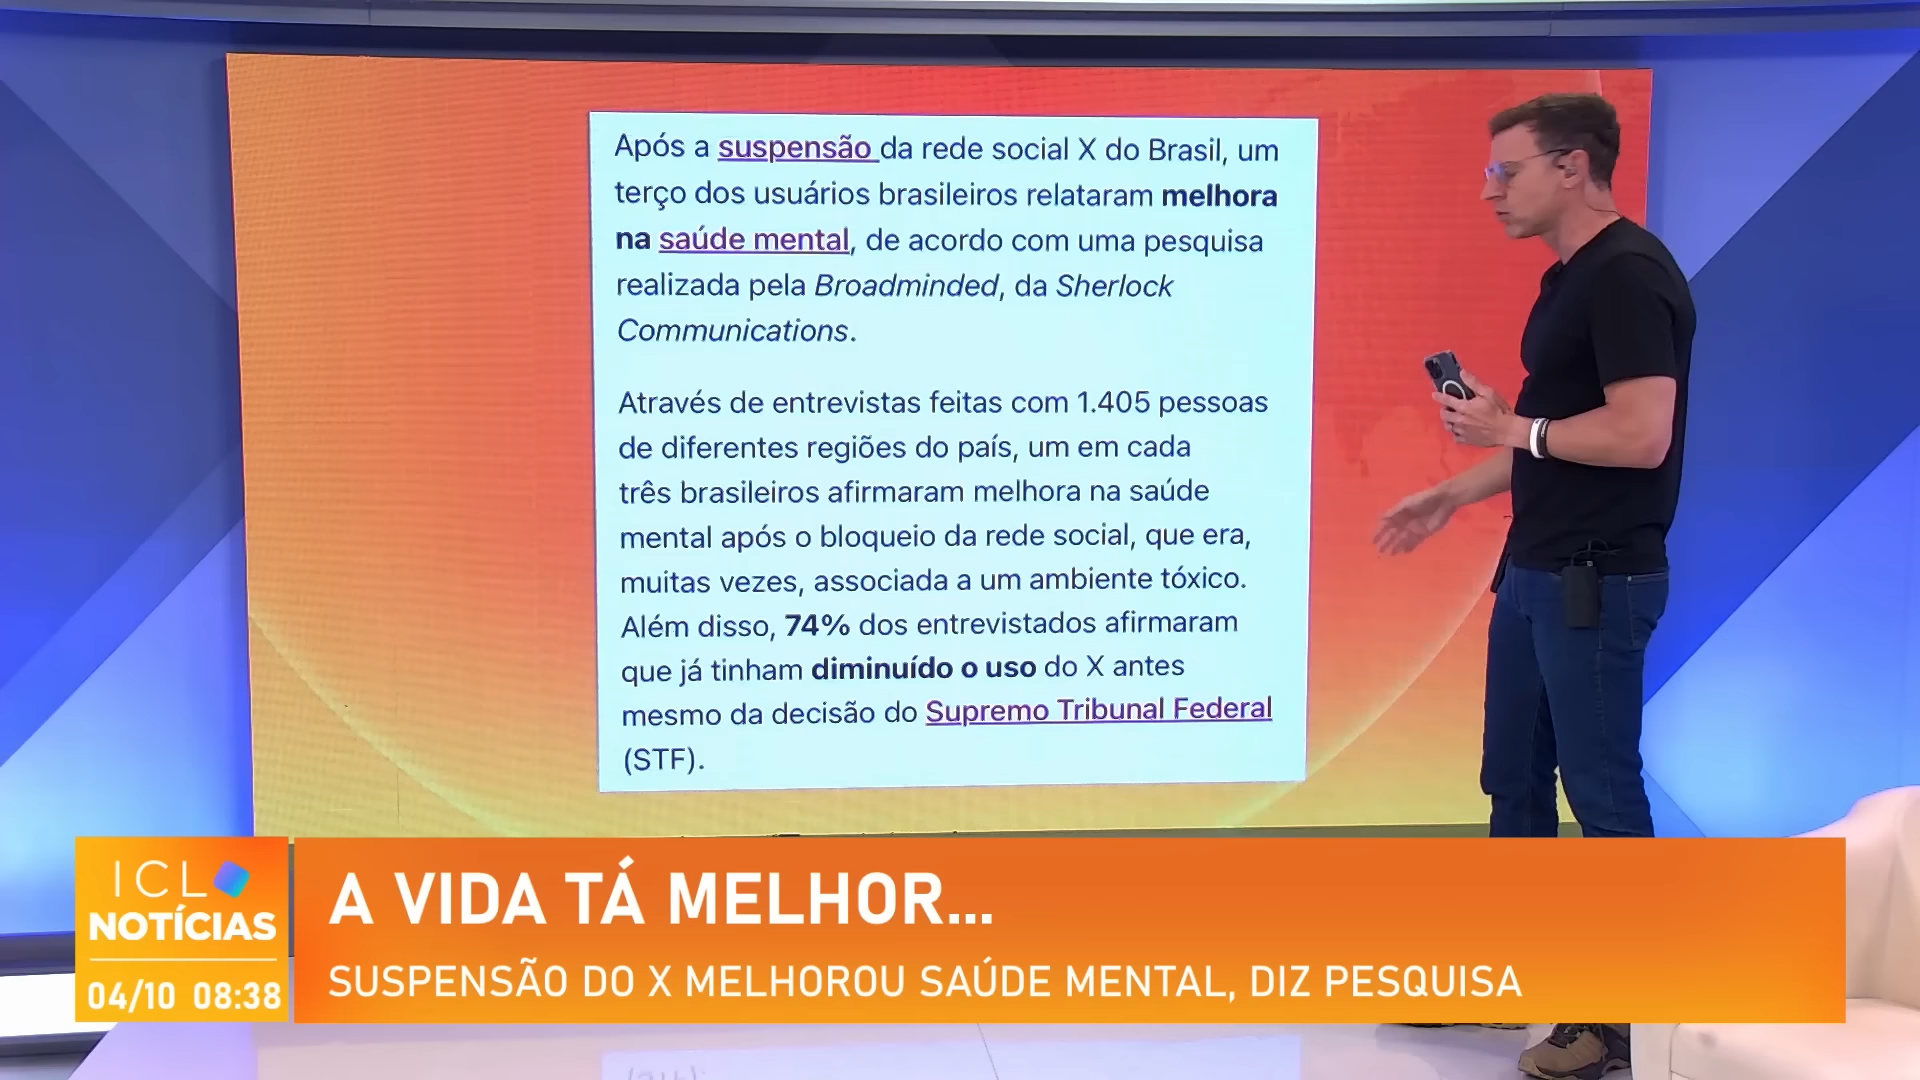 Após a suspensão da rede social X do Brasil, um
terço dos usuários brasileiros relataram melhora
na saúde mental, de acordo com uma pesquisa
realizada pela Broadminded, da Sherlock
Communications.
Através de entrevistas feitas com 1.405 pessoas
de diferentes regiões do país, um em cada
três brasileiros afirmaram melhora na saúde
mental após o bloqueio da rede social, que era,
muitas vezes, associada a um ambiente tóxico.
Além disso, 74% dos entrevistados afirmaram
que já tinham diminuído o uso do X antes
mesmo da decisão do Supremo Tribunal Federal
(STF).
ICL
NOTÍCIAS
04/10 08:38
A VIDA TÁ MELHOR...
SUSPENSÃO DO X MELHOROU SAÚDE MENTAL, DIZ PESQUISA